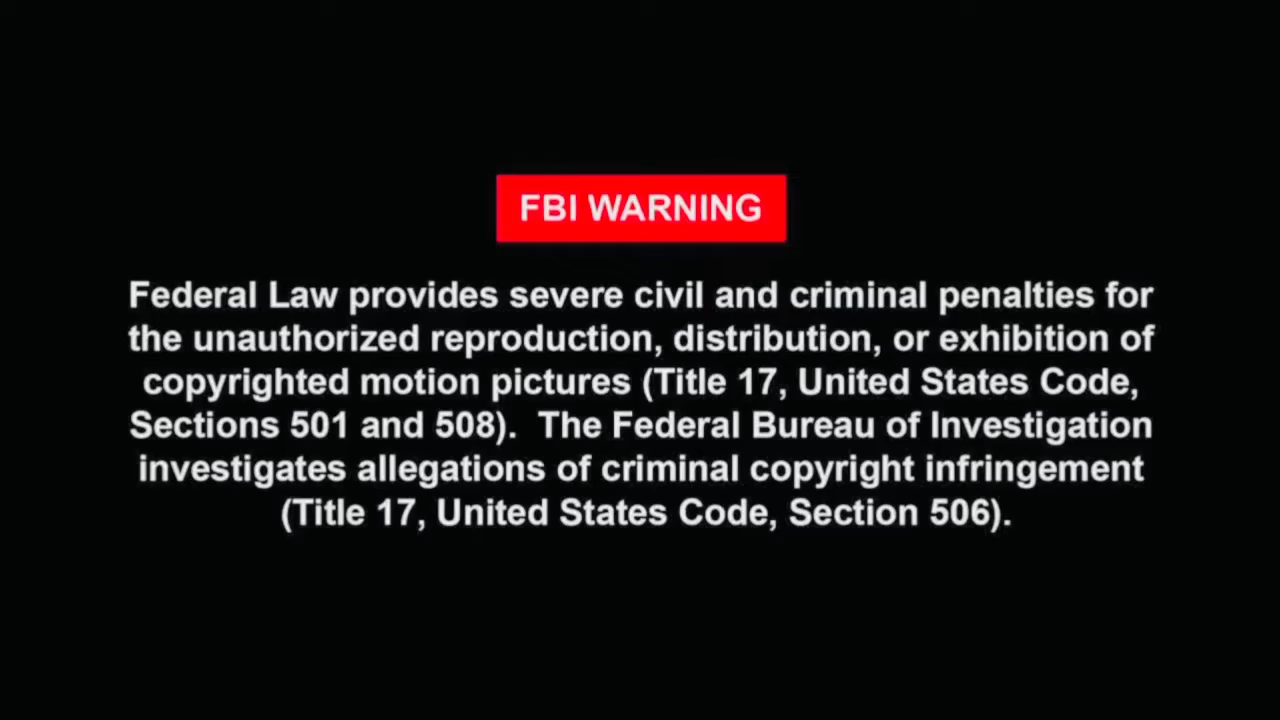 FBI WARNING
Federal Law provides severe civil and criminal penalties for
the unauthorized reproduction, distribution, or exhibition of
copyrighted motion pictures (Title 17, United States Code,
Sections 501 and 508).  The Federal Bureau of Investigation
investigates allegations of criminal copyright infringement
(Title 17, United States Code, Section 506).